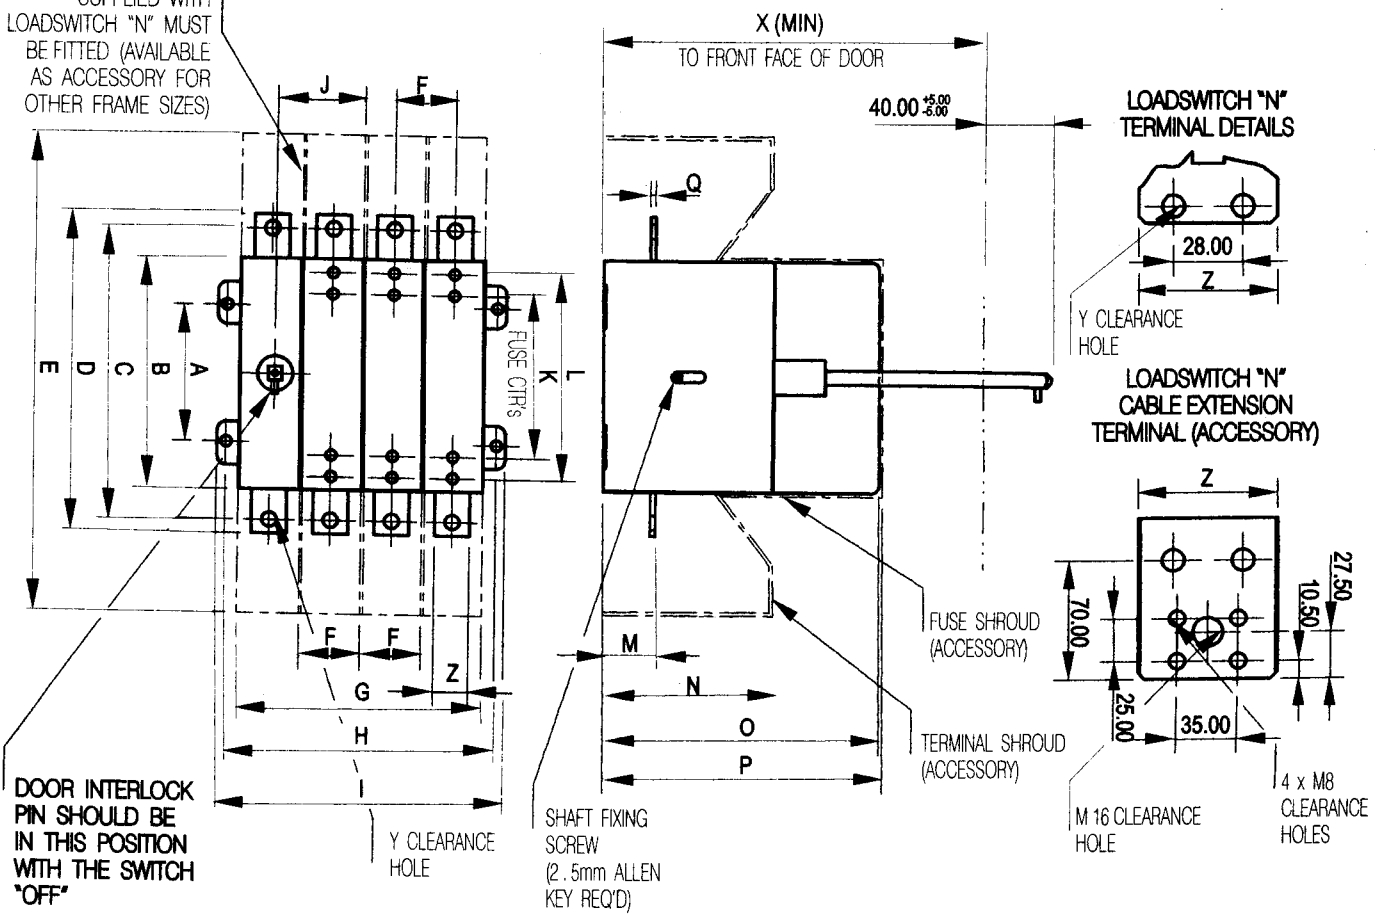 SUPPLIED WITH
LOADSWITCH "N" MUST
BE FITTED (AVAILABLE
AS ACCESSORY FOR
OTHER FRAME SIZES)
J
F
E
D
C
B
A
FUSE CTR's
K
L
F
F
Z
G
H
I
DOOR INTERLOCK
PIN SHOULD BE
IN THIS POSITION
WITH THE SWITCH
"OFF"
Y CLEARANCE
HOLE
X (MIN)
TO FRONT FACE OF DOOR
40.00 +5.00
-5.00
Q
M
N
O
P
FUSE SHROUD
(ACCESSORY)
TERMINAL SHROUD
(ACCESSORY)
SHAFT FIXING
SCREW
(2.5mm ALLEN
KEY REQ'D)
LOADSWITCH "N"
TERMINAL DETAILS
28.00
Z
Y CLEARANCE
HOLE
LOADSWITCH "N"
CABLE EXTENSION
TERMINAL (ACCESSORY)
Z
70.00
25.00
35.00
10.50
27.50
M 16 CLEARANCE
HOLE
4 x M8
CLEARANCE
HOLES